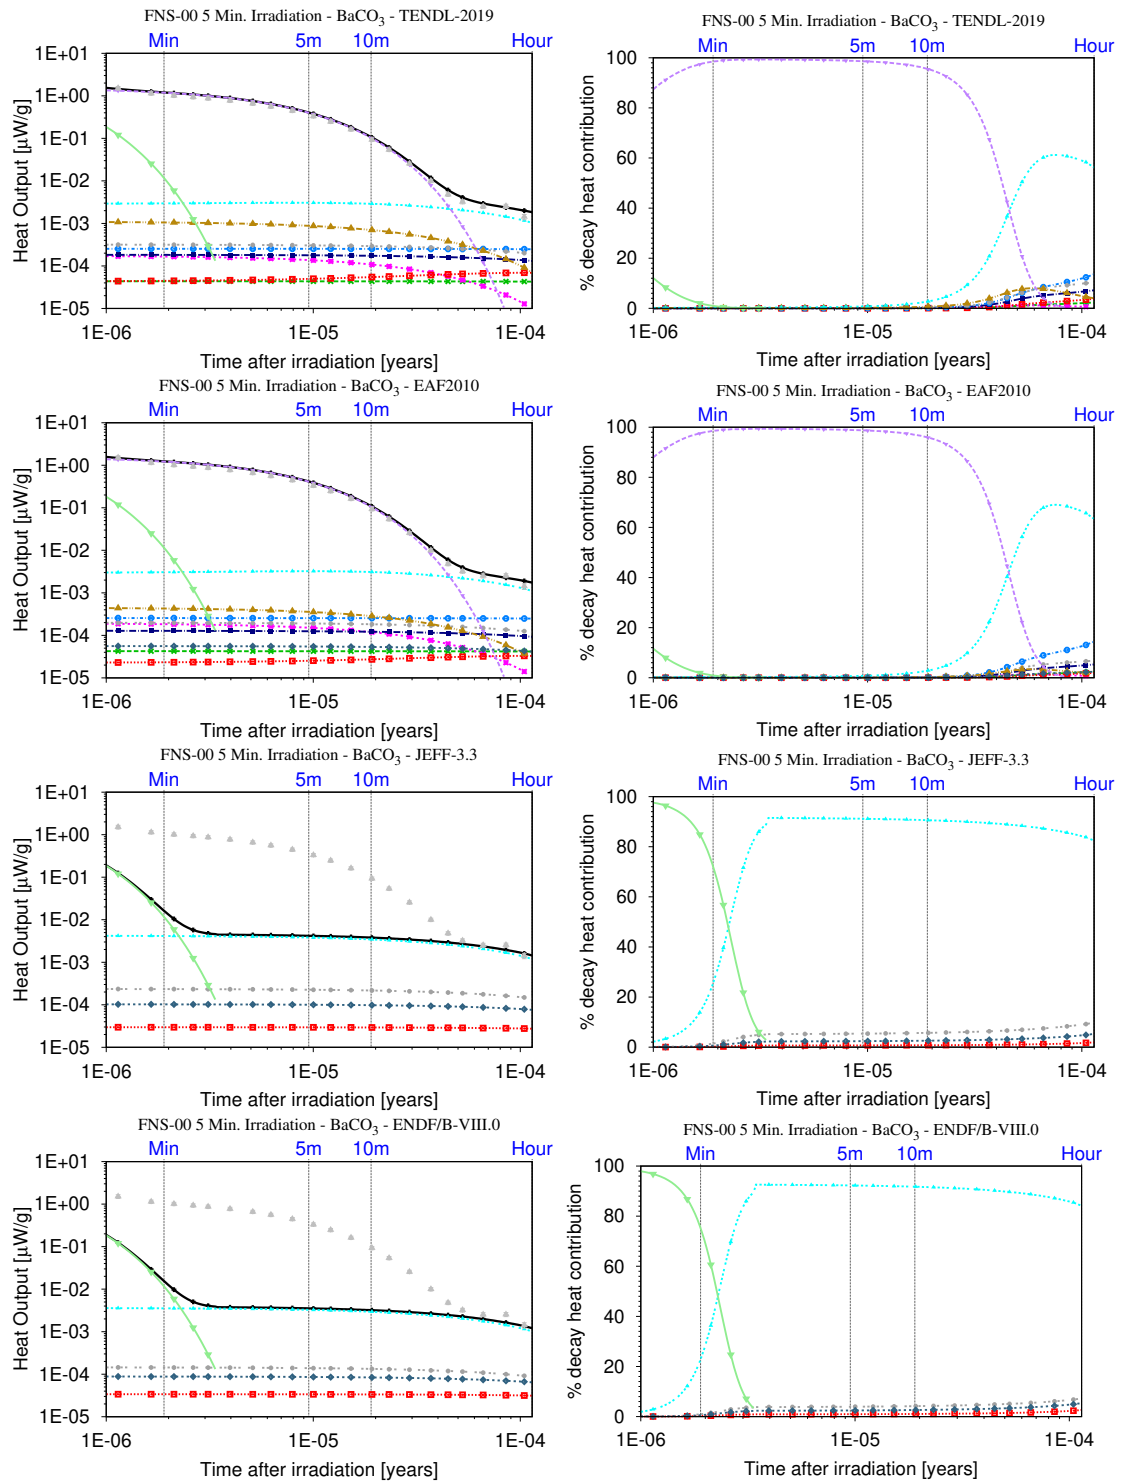 FNS-00 5 Min. Irradiation - BaCO3 - TENDL-2019
Min 5m 10m Hour
1E+01
1E+00
1E-01
1E-02
1E-03
1E-04
1E-05
Heat Output [µW/g]
1E-06 1E-05 1E-04
Time after irradiation [years]
FNS-00 5 Min. Irradiation - BaCO3 - TENDL-2019
Min 5m 10m Hour
100
80
60
40
20
0
% decay heat contribution
1E-06 1E-05 1E-04
Time after irradiation [years]
FNS-00 5 Min. Irradiation - BaCO3 - EAF2010
Min 5m 10m Hour
1E+01
1E+00
1E-01
1E-02
1E-03
1E-04
1E-05
Heat Output [µW/g]
1E-06 1E-05 1E-04
Time after irradiation [years]
FNS-00 5 Min. Irradiation - BaCO3 - EAF2010
Min 5m 10m Hour
100
80
60
40
20
0
% decay heat contribution
1E-06 1E-05 1E-04
Time after irradiation [years]
FNS-00 5 Min. Irradiation - BaCO3 - JEFF-3.3
Min 5m 10m Hour
1E+01
1E+00
1E-01
1E-02
1E-03
1E-04
1E-05
Heat Output [µW/g]
1E-06 1E-05 1E-04
Time after irradiation [years]
FNS-00 5 Min. Irradiation - BaCO3 - JEFF-3.3
Min 5m 10m Hour
100
80
60
40
20
0
% decay heat contribution
1E-06 1E-05 1E-04
Time after irradiation [years]
FNS-00 5 Min. Irradiation - BaCO3 - ENDF/B-VIII.0
Min 5m 10m Hour
1E+01
1E+00
1E-01
1E-02
1E-03
1E-04
1E-05
Heat Output [µW/g]
1E-06 1E-05 1E-04
Time after irradiation [years]
FNS-00 5 Min. Irradiation - BaCO3 - ENDF/B-VIII.0
Min 5m 10m Hour
100
80
60
40
20
0
% decay heat contribution
1E-06 1E-05 1E-04
Time after irradiation [years]